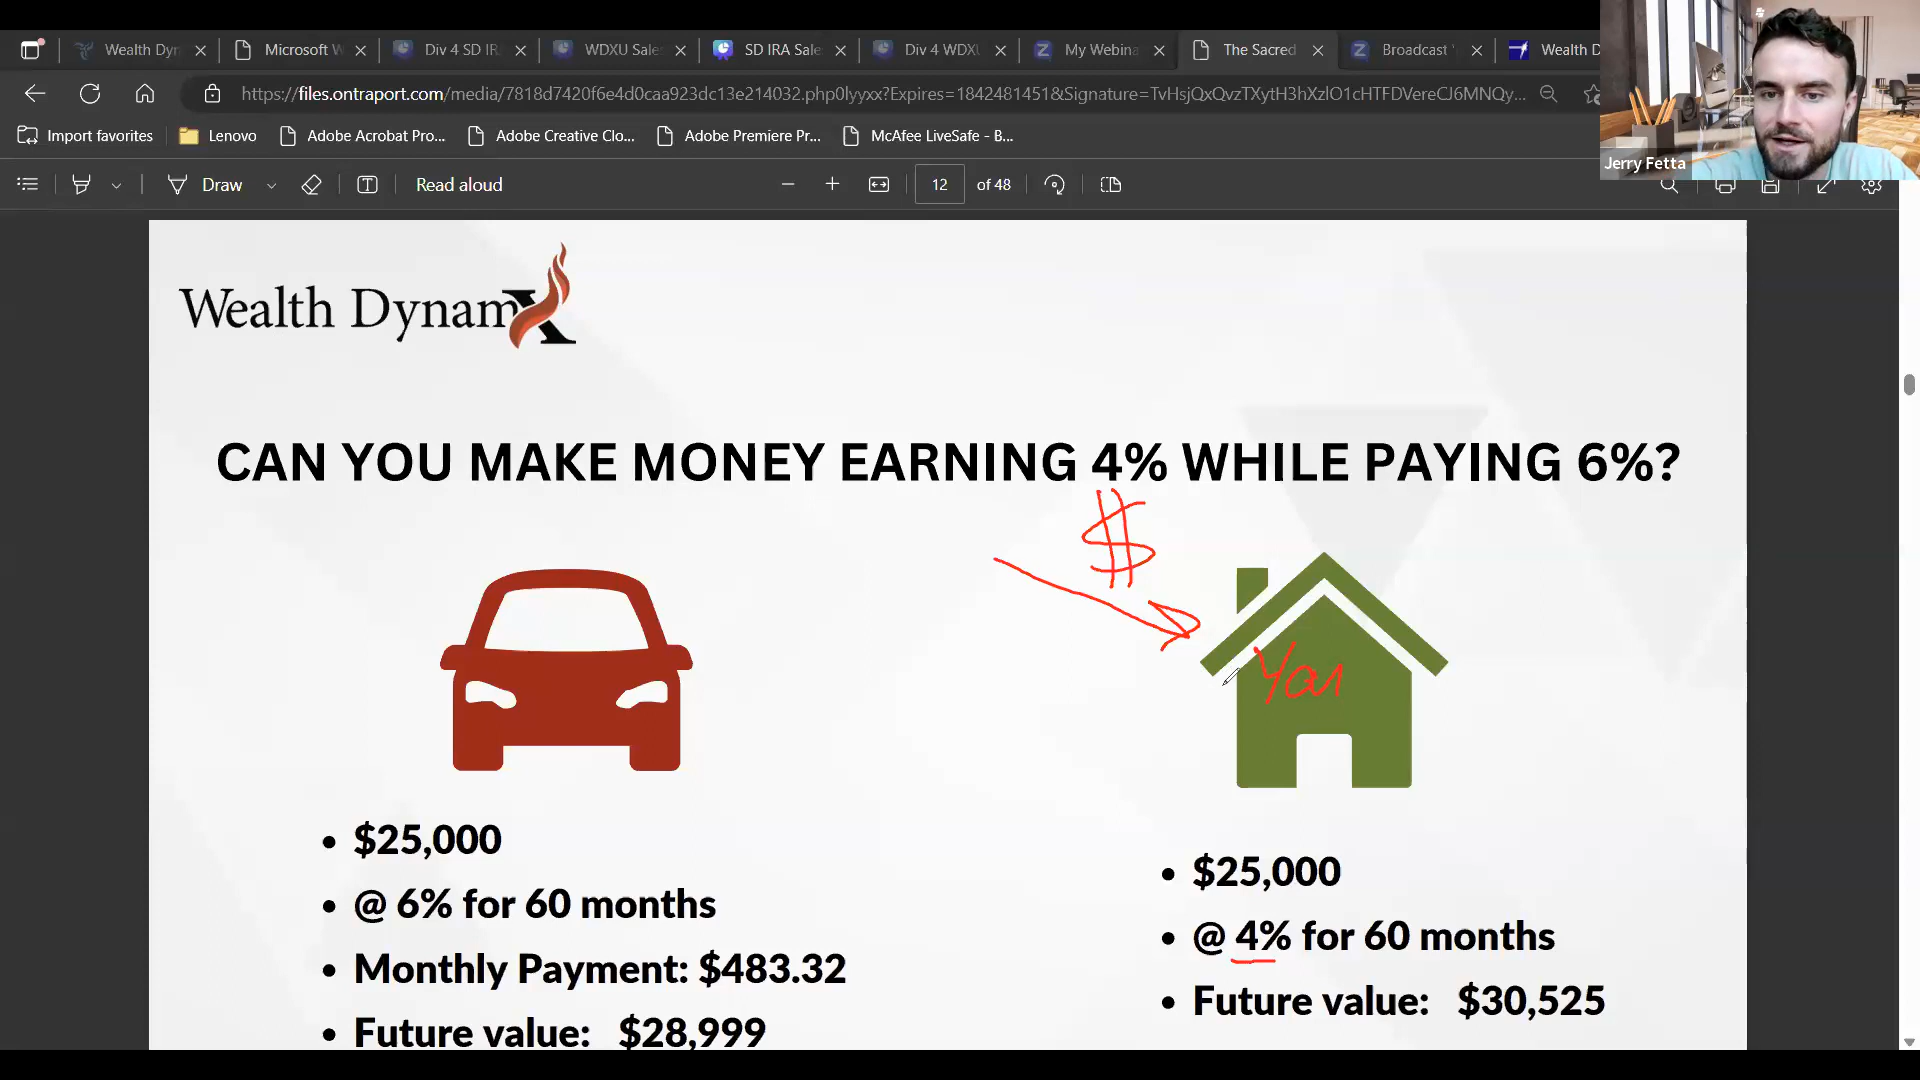 Wealth Dyn
Microsoft W
Div 4 SD IR
WDXU Sale
SD IRA Sale
Div 4 WDXU
My Webina
The Sacred
Broadcast
Wealth D
https://files.ontraport.com/media/7818d7420f6e4d0caa923dc13e214032.php0lyyxx?Expires=1842481451&Signature=TvHsjQxQvzTXytH3hXzlO1cHTFDVereCJ6MNQy...
Import favorites
Lenovo
Adobe Acrobat Pro...
Adobe Creative Clo...
Adobe Premiere Pr...
McAfee LiveSafe - B...
Jerry Fetta
Draw
Read aloud
12 of 48
Wealth DynamX
CAN YOU MAKE MONEY EARNING 4% WHILE PAYING 6%?
$
You
• $25,000
• @ 6% for 60 months
• Monthly Payment: $483.32
• Future value: $28,999
• $25,000
• @ 4% for 60 months
• Future value: $30,525